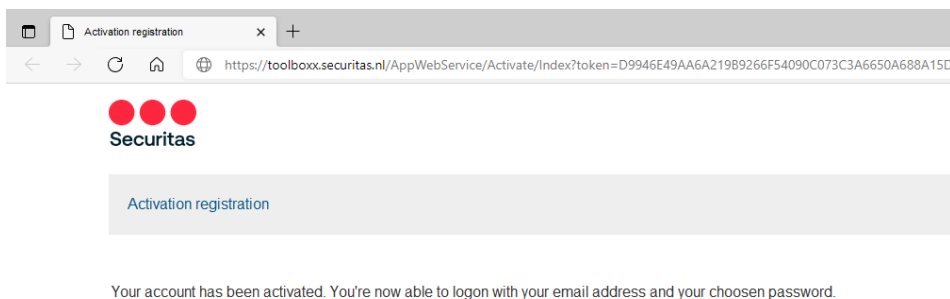 Activation registration
https://toolboxx.securitas.nl/AppWebService/Activate/Index?token=D9946E49AA6A219B9266F54090C073C3A6650A688A15D
Securitas
Activation registration
Your account has been activated. You're now able to logon with your email address and your choosen password.